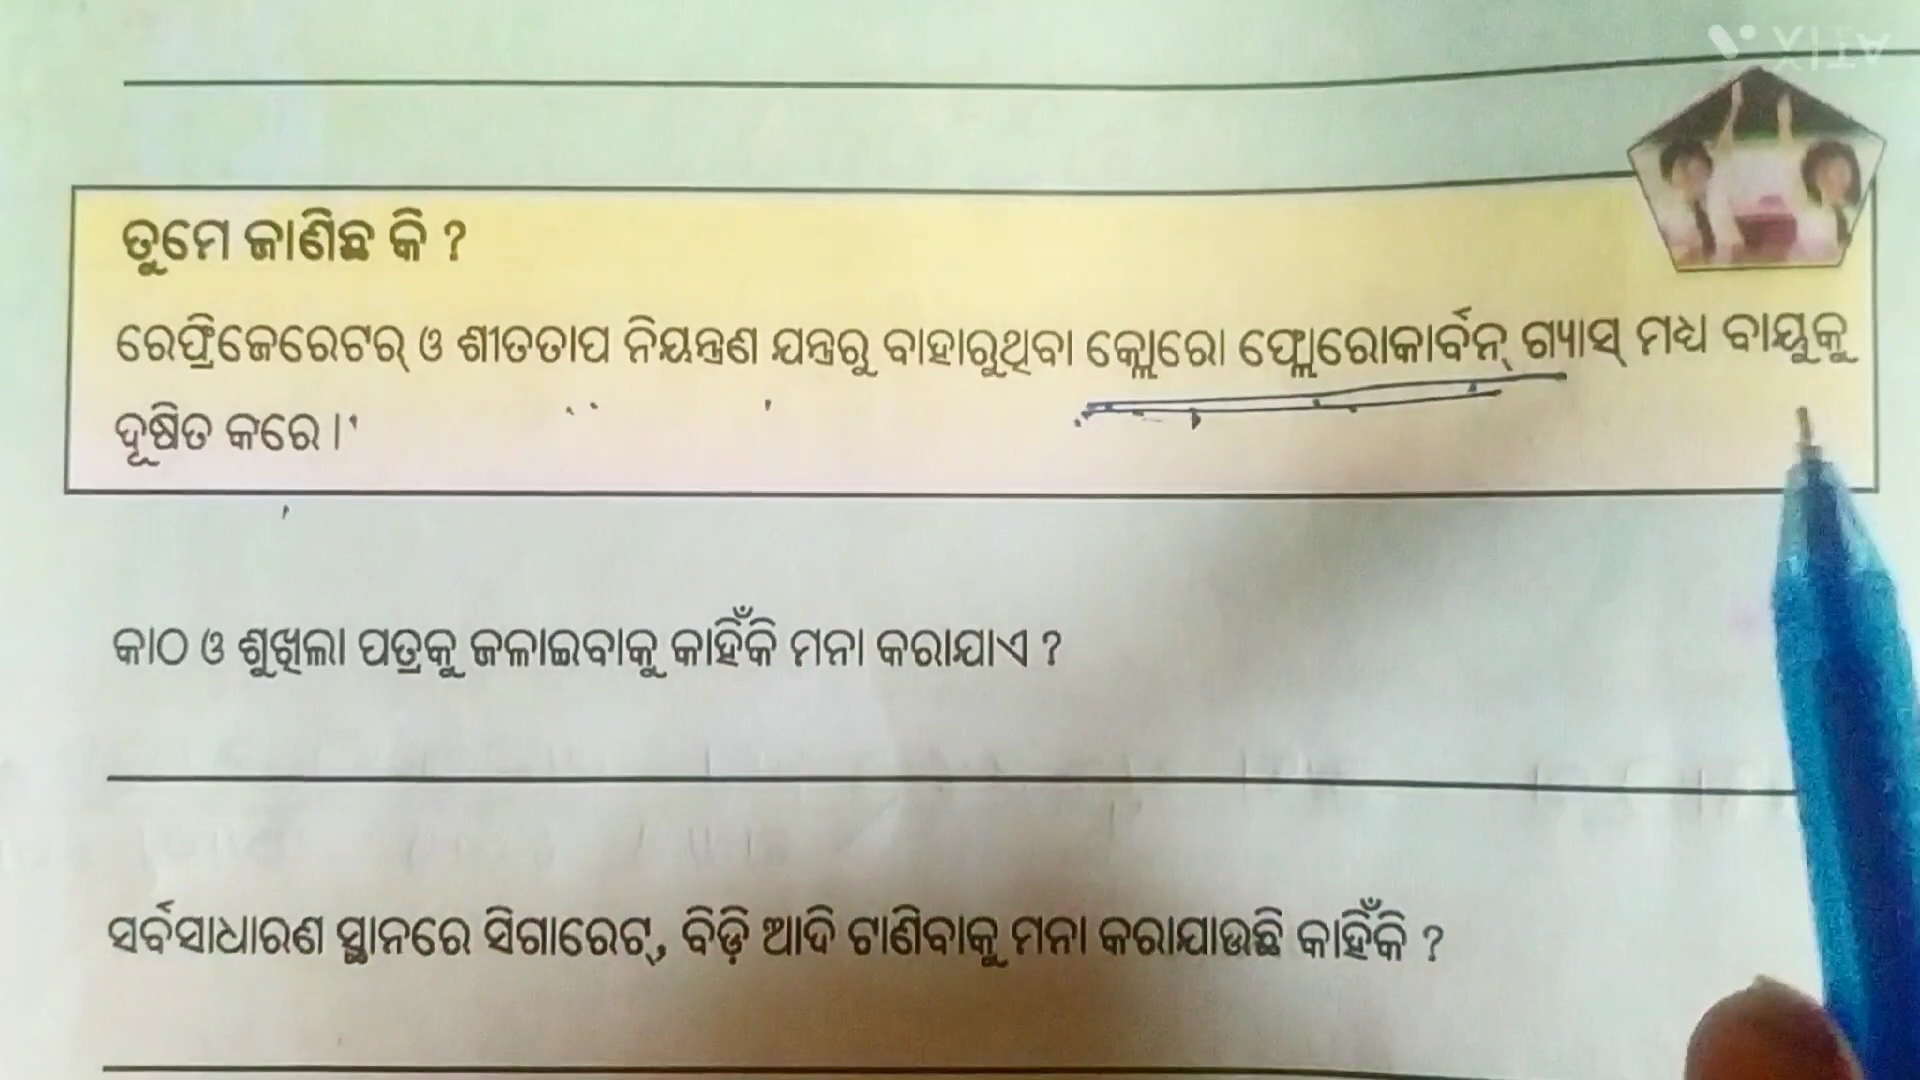 ତୁମେ ଜାଣିଛ କି ?
ରେଫ୍ରିଜେରେଟର୍ ଓ ଶୀତତାପ ନିୟନ୍ତ୍ରଣ ଯନ୍ତ୍ରରୁ ବାହାରୁଥିବା କ୍ଲୋରୋ ଫ୍ଲୋରୋକାର୍ବନ୍ ଗ୍ୟାସ୍ ମଧ୍ୟ ବାୟୁକୁ
ଦୂଷିତ କରେ ।
କାଠ ଓ ଶୁଖିଲା ପତ୍ରକୁ ଜଳାଇବାକୁ କାହିଁକି ମନା କରାଯାଏ ?
ସର୍ବସାଧାରଣ ସ୍ଥାନରେ ସିଗାରେଟ୍, ବିଡ଼ି ଆଦି ଟାଣିବାକୁ ମନା କରାଯାଉଛି କାହିଁକି ?